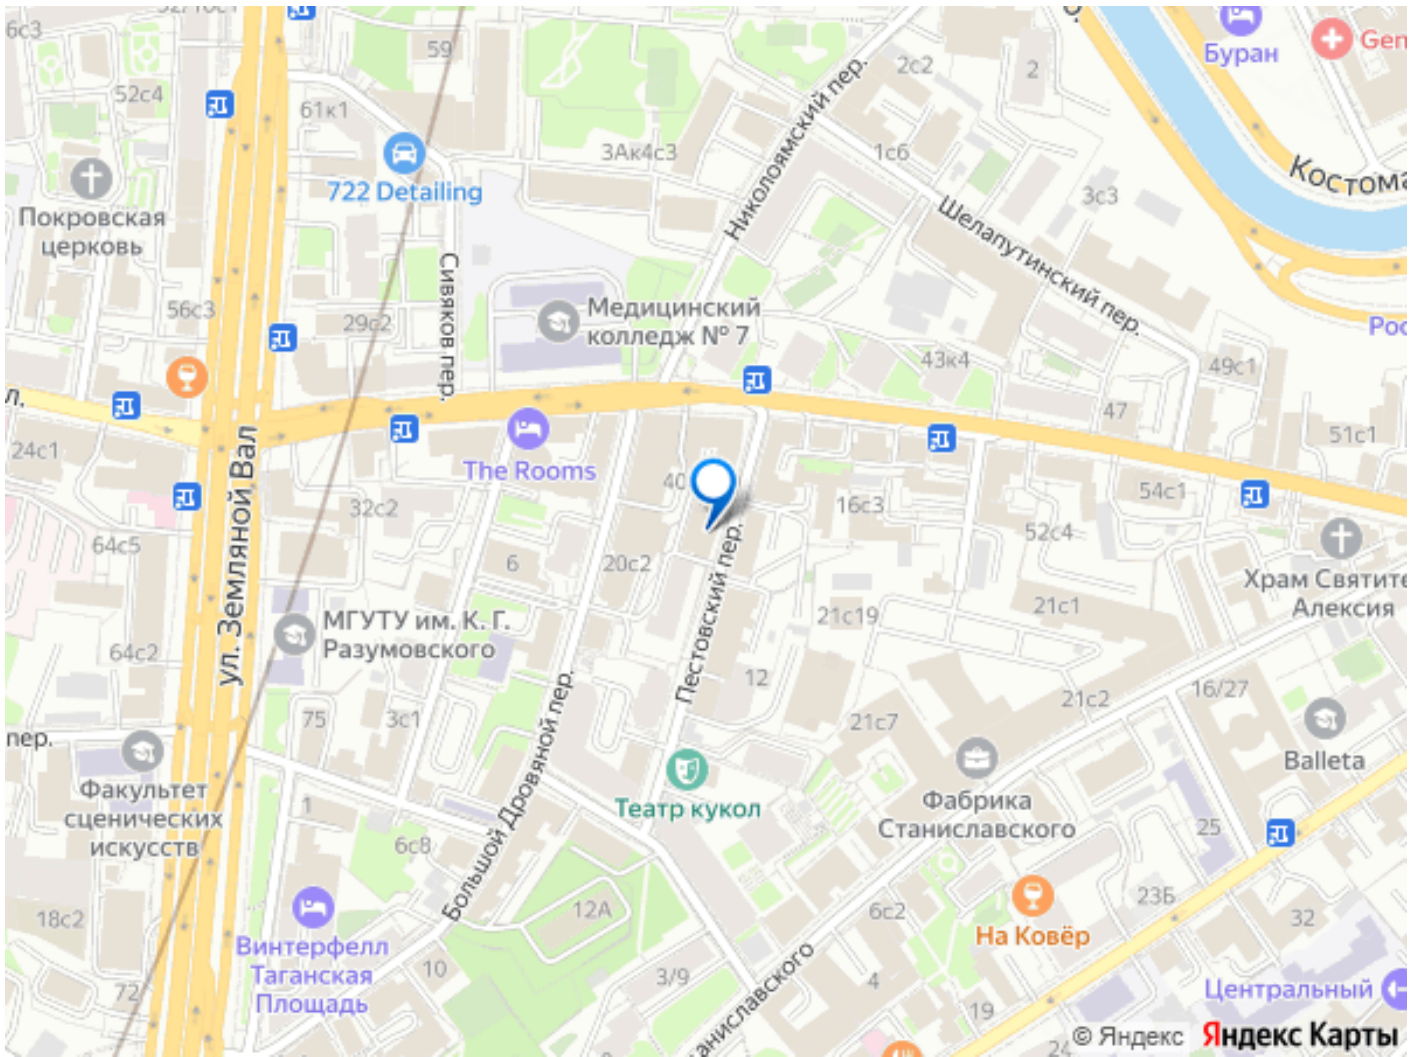 6с3
52с4
61к1
59
2с2
2
Буран
Gen
722 Detailing
3Ак4с3
1с6
Николоямский пер.
Костома
3с3
Покровская
церковь
Шелапутинский пер.
Сивяков пер.
56с3
29с2
Медицинский
колледж № 7
Рос
43к4
49с1
л.
47
24с1
The Rooms
51с1
ул. Земляной Вал
40
54с1
32с2
16с3
52с4
64с5
6
20с2
Пестовский пер.
Храм Святите
Алексия
21с1
21с19
МГУТУ им. К. Г.
Разумовского
64с2
12
21с2
16/27
75
3с1
21с7
пер.
Большой Дровяной пер.
Balleta
Факультет
сценических
искусств
1
Театр кукол
Фабрика
Станиславского
25
6с8
12А
6с2
23Б
32
18с2
На Ковёр
Винтерфелл
Таганская
Площадь
10
3/9
4
аниславского
Центральный
72
19
24
© Яндекс Яндекс Карты